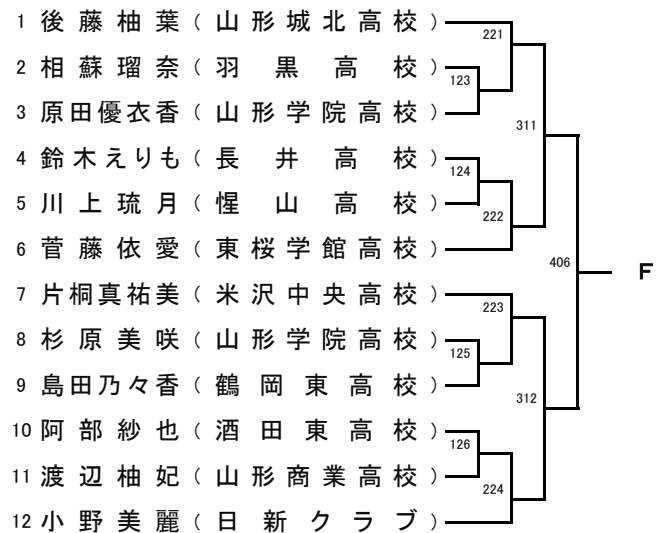 1 後藤柚葉（山形城北高校）
221
2 相蘇瑠奈（羽黒高校）
123
3 原田優衣香（山形学院高校）
311
4 鈴木えりも（長井高校）
124
5 川上琉月（惺山高校）
222
6 菅藤依愛（東桜学館高校）
406
F
7 片桐真祐美（米沢中央高校）
223
8 杉原美咲（山形学院高校）
125
9 島田乃々香（鶴岡東高校）
312
10 阿部紗也（酒田東高校）
126
11 渡辺柚妃（山形商業高校）
224
12 小野美麗（日新クラブ）